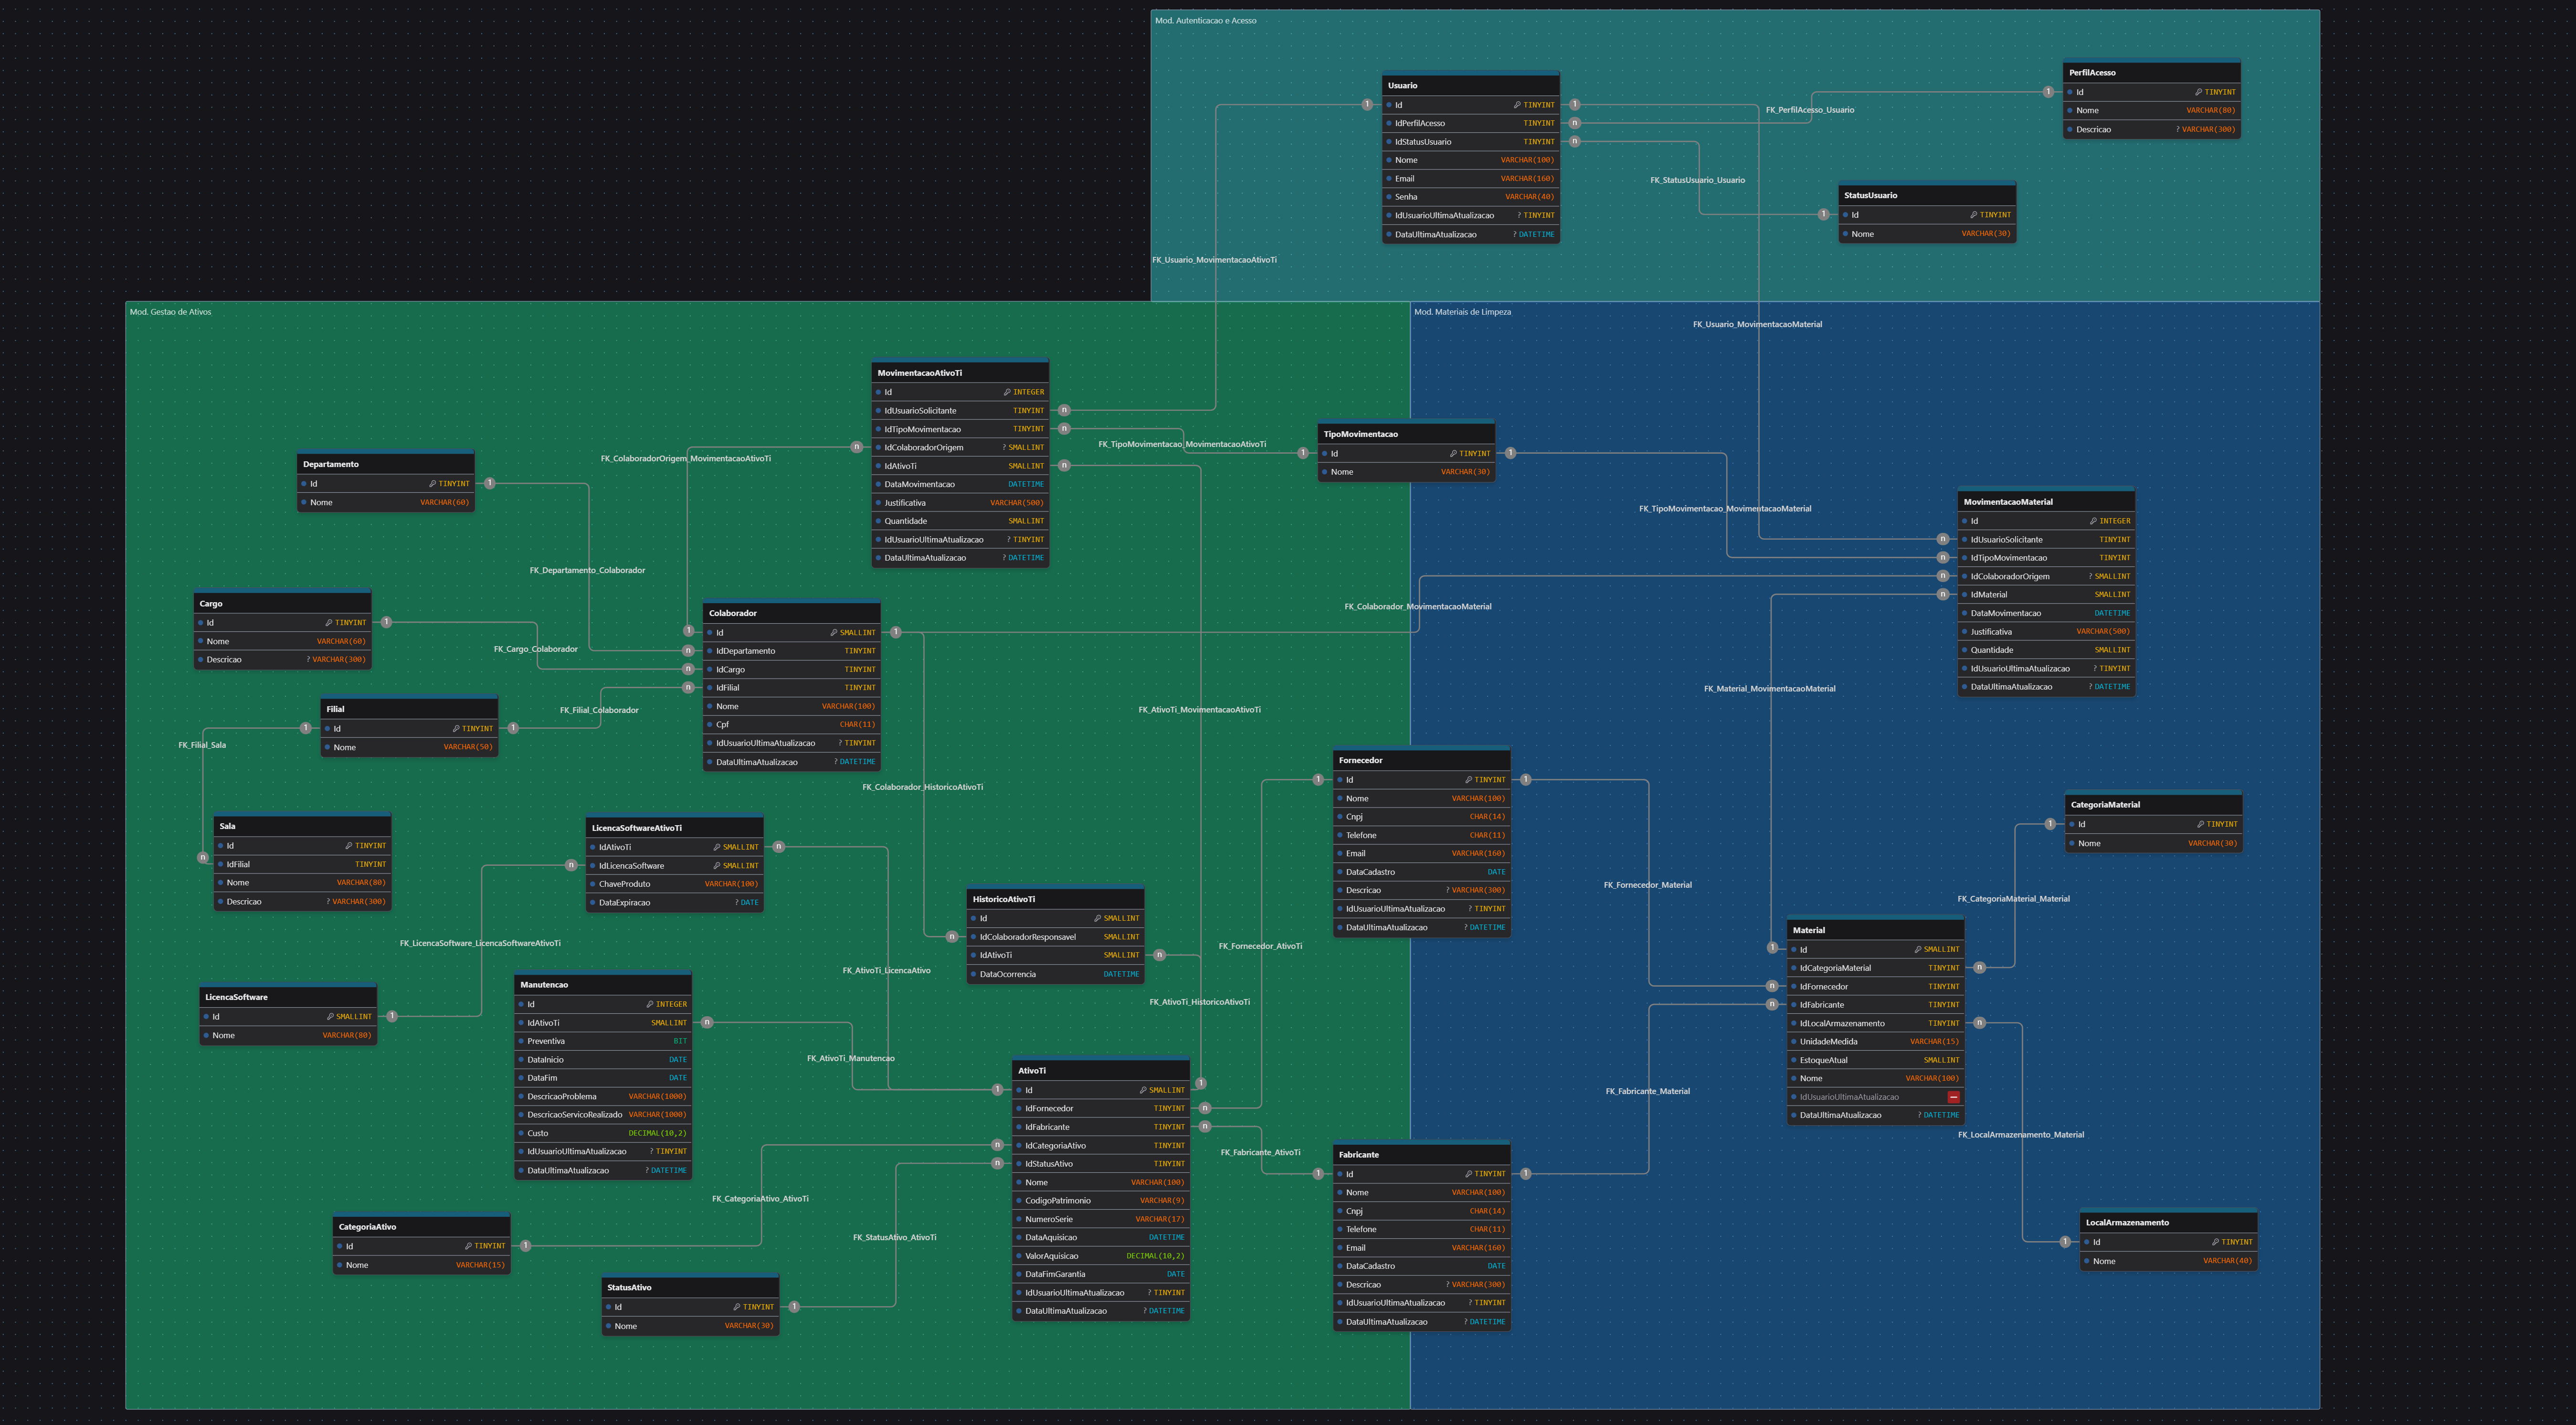 Mod. Autenticacao e Acesso
Usuario
Id TINYINT
IdPerfilAcesso TINYINT
IdStatusUsuario TINYINT
Nome VARCHAR(100)
Email VARCHAR(160)
Senha VARCHAR(40)
IdUsuarioUltimaAtualizacao ? TINYINT
DataUltimaAtualizacao ? DATETIME
PerfilAcesso
Id TINYINT
Nome VARCHAR(80)
Descricao ? VARCHAR(300)
StatusUsuario
Id TINYINT
Nome VARCHAR(30)
FK_PerfilAcesso_Usuario
FK_StatusUsuario_Usuario
FK_Usuario_MovimentacaoAtivoTi
Mod. Gestao de Ativos
MovimentacaoAtivoTi
Id INTEGER
IdUsuarioSolicitante TINYINT
IdTipoMovimentacao TINYINT
IdColaboradorOrigem ? SMALLINT
IdAtivoTi SMALLINT
DataMovimentacao DATETIME
Justificativa VARCHAR(500)
Quantidade SMALLINT
IdUsuarioUltimaAtualizacao ? TINYINT
DataUltimaAtualizacao ? DATETIME
FK_ColaboradorOrigem_MovimentacaoAtivoTi
FK_TipoMovimentacao_MovimentacaoAtivoTi
Departamento
Id TINYINT
Nome VARCHAR(60)
FK_Departamento_Colaborador
Cargo
Id TINYINT
Nome VARCHAR(60)
Descricao ? VARCHAR(300)
FK_Cargo_Colaborador
Colaborador
Id SMALLINT
IdDepartamento TINYINT
IdCargo TINYINT
IdFilial TINYINT
Nome VARCHAR(100)
Cpf CHAR(11)
IdUsuarioUltimaAtualizacao ? TINYINT
DataUltimaAtualizacao ? DATETIME
Filial
Id TINYINT
Nome VARCHAR(50)
FK_Filial_Colaborador
FK_Filial_Sala
FK_AtivoTi_MovimentacaoAtivoTi
FK_Colaborador_HistoricoAtivoTi
Sala
Id TINYINT
IdFilial TINYINT
Nome VARCHAR(80)
Descricao ? VARCHAR(300)
LicencaSoftwareAtivoTi
IdAtivoTi SMALLINT
IdLicencaSoftware SMALLINT
ChaveProduto VARCHAR(100)
DataExpiracao ? DATE
FK_LicencaSoftware_LicencaSoftwareAtivoTi
HistoricoAtivoTi
Id SMALLINT
IdColaboradorResponsavel SMALLINT
IdAtivoTi SMALLINT
DataOcorrencia DATETIME
FK_AtivoTi_LicencaAtivo
FK_AtivoTi_HistoricoAtivoTi
LicencaSoftware
Id SMALLINT
Nome VARCHAR(80)
Manutencao
Id INTEGER
IdAtivoTi SMALLINT
Preventiva BIT
DataInicio DATE
DataFim DATE
DescricaoProblema VARCHAR(1000)
DescricaoServicoRealizado VARCHAR(1000)
Custo DECIMAL(10,2)
IdUsuarioUltimaAtualizacao ? TINYINT
DataUltimaAtualizacao ? DATETIME
FK_AtivoTi_Manutencao
AtivoTi
Id SMALLINT
IdFornecedor TINYINT
IdFabricante TINYINT
IdCategoriaAtivo TINYINT
IdStatusAtivo TINYINT
Nome VARCHAR(100)
CodigoPatrimonio VARCHAR(9)
NumeroSerie VARCHAR(17)
DataAquisicao DATETIME
ValorAquisicao DECIMAL(10,2)
DataFimGarantia DATE
IdUsuarioUltimaAtualizacao ? TINYINT
DataUltimaAtualizacao ? DATETIME
FK_CategoriaAtivo_AtivoTi
FK_StatusAtivo_AtivoTi
CategoriaAtivo
Id TINYINT
Nome VARCHAR(15)
StatusAtivo
Id TINYINT
Nome VARCHAR(30)
Mod. Materiais de Limpeza
FK_Usuario_MovimentacaoMaterial
TipoMovimentacao
Id TINYINT
Nome VARCHAR(30)
FK_TipoMovimentacao_MovimentacaoMaterial
FK_Colaborador_MovimentacaoMaterial
MovimentacaoMaterial
Id INTEGER
IdUsuarioSolicitante TINYINT
IdTipoMovimentacao TINYINT
IdColaboradorOrigem ? SMALLINT
IdMaterial SMALLINT
DataMovimentacao DATETIME
Justificativa VARCHAR(500)
Quantidade SMALLINT
IdUsuarioUltimaAtualizacao ? TINYINT
DataUltimaAtualizacao ? DATETIME
FK_Material_MovimentacaoMaterial
Fornecedor
Id TINYINT
Nome VARCHAR(100)
Cnpj CHAR(14)
Telefone CHAR(11)
Email VARCHAR(160)
DataCadastro DATE
Descricao ? VARCHAR(300)
IdUsuarioUltimaAtualizacao ? TINYINT
DataUltimaAtualizacao ? DATETIME
FK_Fornecedor_AtivoTi
FK_Fornecedor_Material
CategoriaMaterial
Id TINYINT
Nome VARCHAR(30)
FK_CategoriaMaterial_Material
Material
Id SMALLINT
IdCategoriaMaterial TINYINT
IdFornecedor TINYINT
IdFabricante TINYINT
IdLocalArmazenamento TINYINT
UnidadeMedida VARCHAR(15)
EstoqueAtual SMALLINT
Nome VARCHAR(100)
IdUsuarioUltimaAtualizacao
DataUltimaAtualizacao ? DATETIME
FK_Fabricante_Material
FK_LocalArmazenamento_Material
FK_Fabricante_AtivoTi
Fabricante
Id TINYINT
Nome VARCHAR(100)
Cnpj CHAR(14)
Telefone CHAR(11)
Email VARCHAR(160)
DataCadastro DATE
Descricao ? VARCHAR(300)
IdUsuarioUltimaAtualizacao ? TINYINT
DataUltimaAtualizacao ? DATETIME
LocalArmazenamento
Id TINYINT
Nome VARCHAR(40)